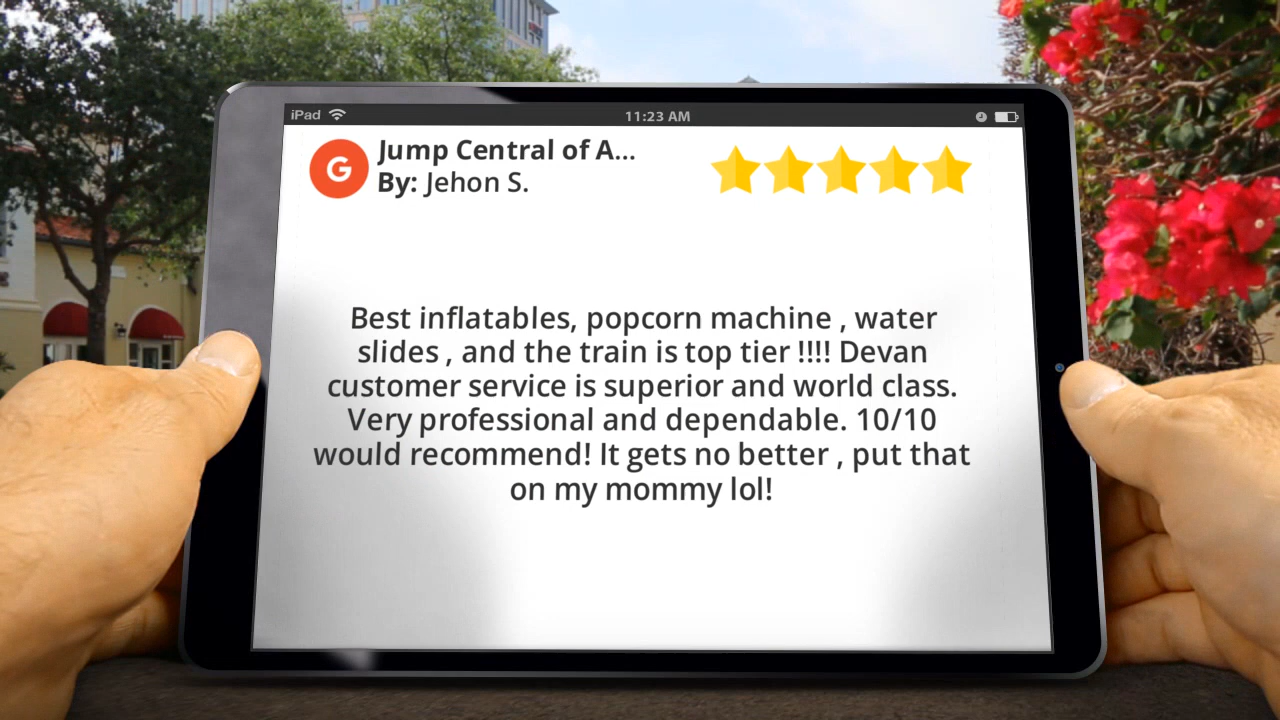 iPad 11:23 AM
G
Jump Central of A...
By: Jehon S.
Best inflatables, popcorn machine , water
slides , and the train is top tier !!!! Devan
customer service is superior and world class.
Very professional and dependable. 10/10
would recommend! It gets no better , put that
on my mommy lol!